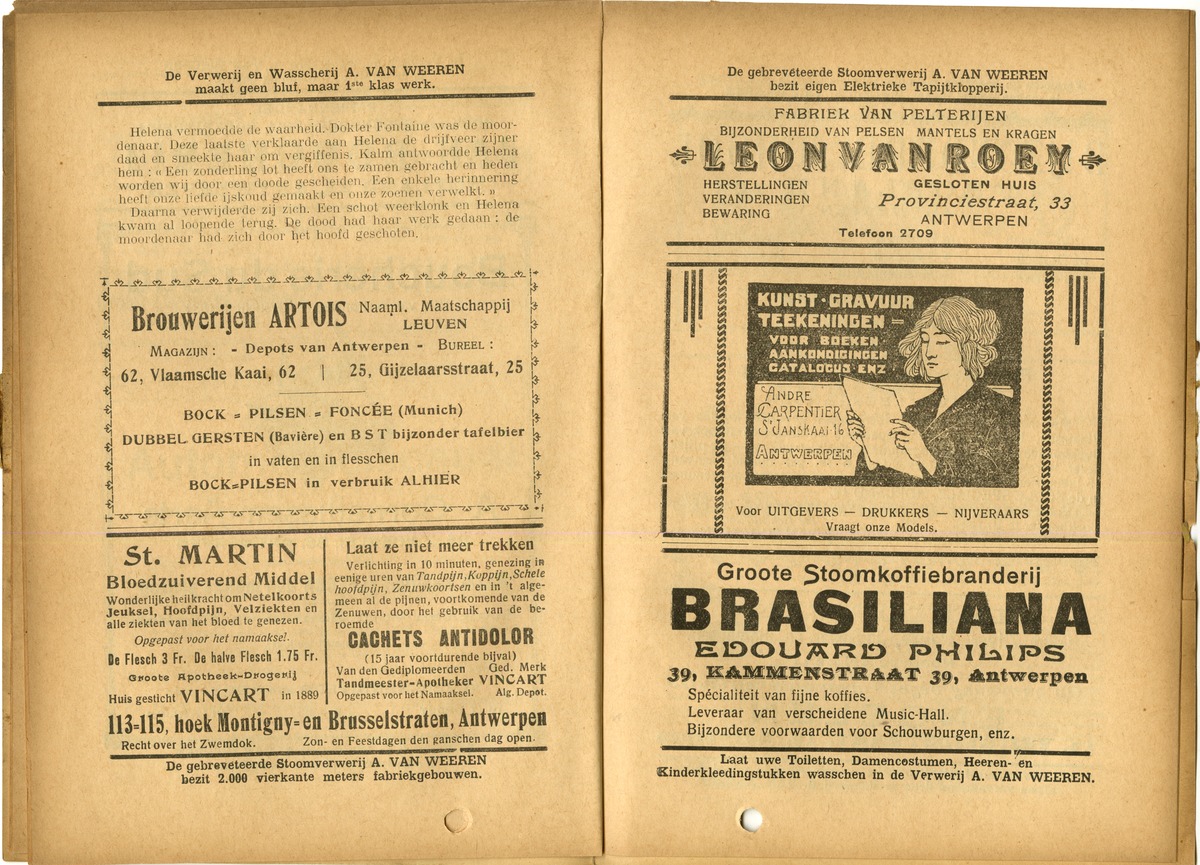 De Verwerij en Wasscherij A. VAN WEEREN
maakt geen bluf, maar 1ste klas werk.
Helena vermoedde de waarheid. Dokter Fontaine was de moor-
denaar. Deze laatste verklaarde aan Helena de drijfveer zijner
daad en smeekte haar om vergiffenis. Kalm antwoordde Helena
hem : « Een zonderling lot heeft ons te zamen gebracht en heden
worden wij door een doode gescheiden. Een enkele herinnering
heeft onze liefde ijskoud gemaakt en onze zoenen verwelkt. »
Daarna verwijderde zij zich. Een schot weerklonk en Helena
kwam al loopende terug. De dood had haar werk gedaan : de
moordenaar had zich door het hoofd geschoten.
Brouwerijen ARTOIS Naaml. Maatschappij
LEUVEN
MAGAZIJN : - Depots van Antwerpen - BUREEL :
62, Vlaamsche Kaai, 62 | 25, Gijzelaarsstraat, 25
BOCK = PILSEN = FONCÉE (Munich)
DUBBEL GERSTEN (Bavière) en B S T bijzonder tafelbier
in vaten en in flesschen
BOCK=PILSEN in verbruik ALHIER
St. MARTIN
Bloedzuiverend Middel
Wonderlijke heilkracht om Netelkoorts
Jeuksel, Hoofdpijn, Velziekten en
alle ziekten van het bloed te genezen.
Opgepast voor het namaaksel.
De Flesch 3 Fr. De halve Flesch 1.75 Fr.
Groote Apotheek-Drogerij
Huis gesticht VINCART in 1889
Laat ze niet meer trekken
Verlichting in 10 minuten, genezing in
eenige uren van Tandpijn, Koppijn, Schele
hoofdpijn, Zenuwkoortsen en in 't alge-
meen al de pijnen, voortkomende van de
Zenuwen, door het gebruik van de be-
roemde
CACHETS ANTIDOLOR
(15 jaar voortdurende bijval)
Van den Gediplomeerden Ged. Merk
Tandmeester-Apotheker VINCART
Opgepast voor het Namaaksel. Alg. Depot.
113=115, hoek Montigny= en Brusselstraten, Antwerpen
Recht over het Zwemdok. Zon- en Feestdagen den ganschen dag open.
De gebreveteerde Stoomverwerij A. VAN WEEREN
bezit 2.000 vierkante meters fabriekgebouwen.
De gebreveteerde Stoomverwerij A. VAN WEEREN
bezit eigen Elektrieke Tapijtklopperij.
FABRIEK VAN PELTERIJEN
BIJZONDERHEID VAN PELSEN MANTELS EN KRAGEN
LEON VAN ROEY
HERSTELLINGEN
VERANDERINGEN
BEWARING
GESLOTEN HUIS
Provinciestraat, 33
ANTWERPEN
Telefoon 2709
KUNST-GRAVUUR
TEEKENINGEN =
VOOR BOEKEN
AANKONDIGINGEN
CATALOGUS ENZ
ANDRE
CARPENTIER
St JANSKAAI·16
ANTWERPEN
Voor UITGEVERS — DRUKKERS — NIJVERAARS
Vraagt onze Models.
Groote Stoomkoffiebranderij
BRASILIANA
EDOUARD PHILIPS
39, KAMMENSTRAAT 39, Antwerpen
Spécialiteit van fijne koffies.
Leveraar van verscheidene Music-Hall.
Bijzondere voorwaarden voor Schouwburgen, enz.
Laat uwe Toiletten, Damencostumen, Heeren- en
Kinderkleedingstukken wasschen in de Verwerij A. VAN WEEREN.